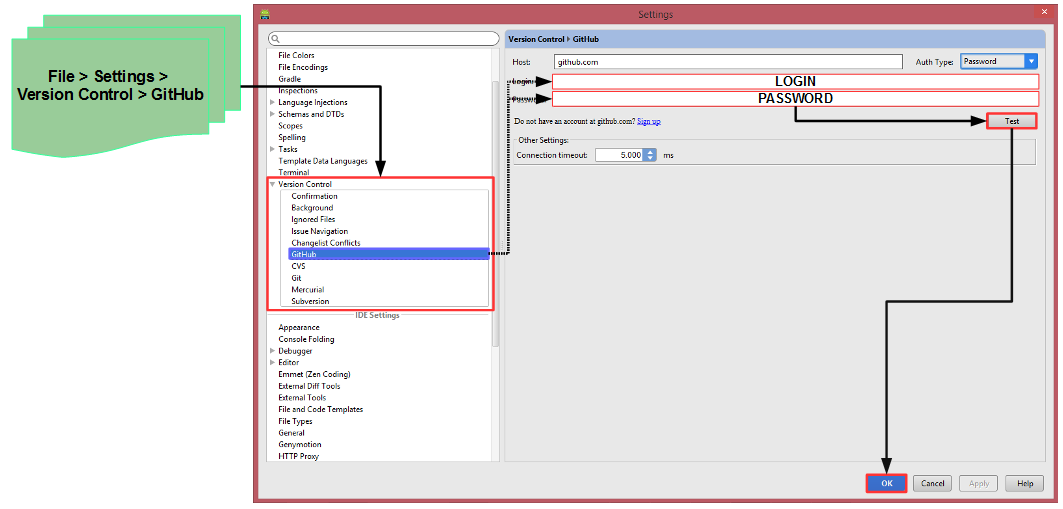 File > Settings >
Version Control > GitHub
Settings
File Colors
File Encodings
Gradle
Inspections
Language Injections
Schemas and DTDs
Scopes
Spelling
Tasks
Template Data Languages
Terminal
Version Control
Confirmation
Background
Ignored Files
Issue Navigation
Changelist Conflicts
GitHub
CVS
Git
Mercurial
Subversion
IDE Settings
Appearance
Console Folding
Debugger
Editor
Emmet (Zen Coding)
External Diff Tools
External Tools
File and Code Templates
File Types
General
Genymotion
HTTP Proxy
Version Control GitHub
Host: github.com Auth Type: Password
Login: LOGIN
PASSWORD
Do not have an account at github.com? Sign up Test
Other Settings:
Connection timeout: 5.000 ms
OK Cancel Apply Help